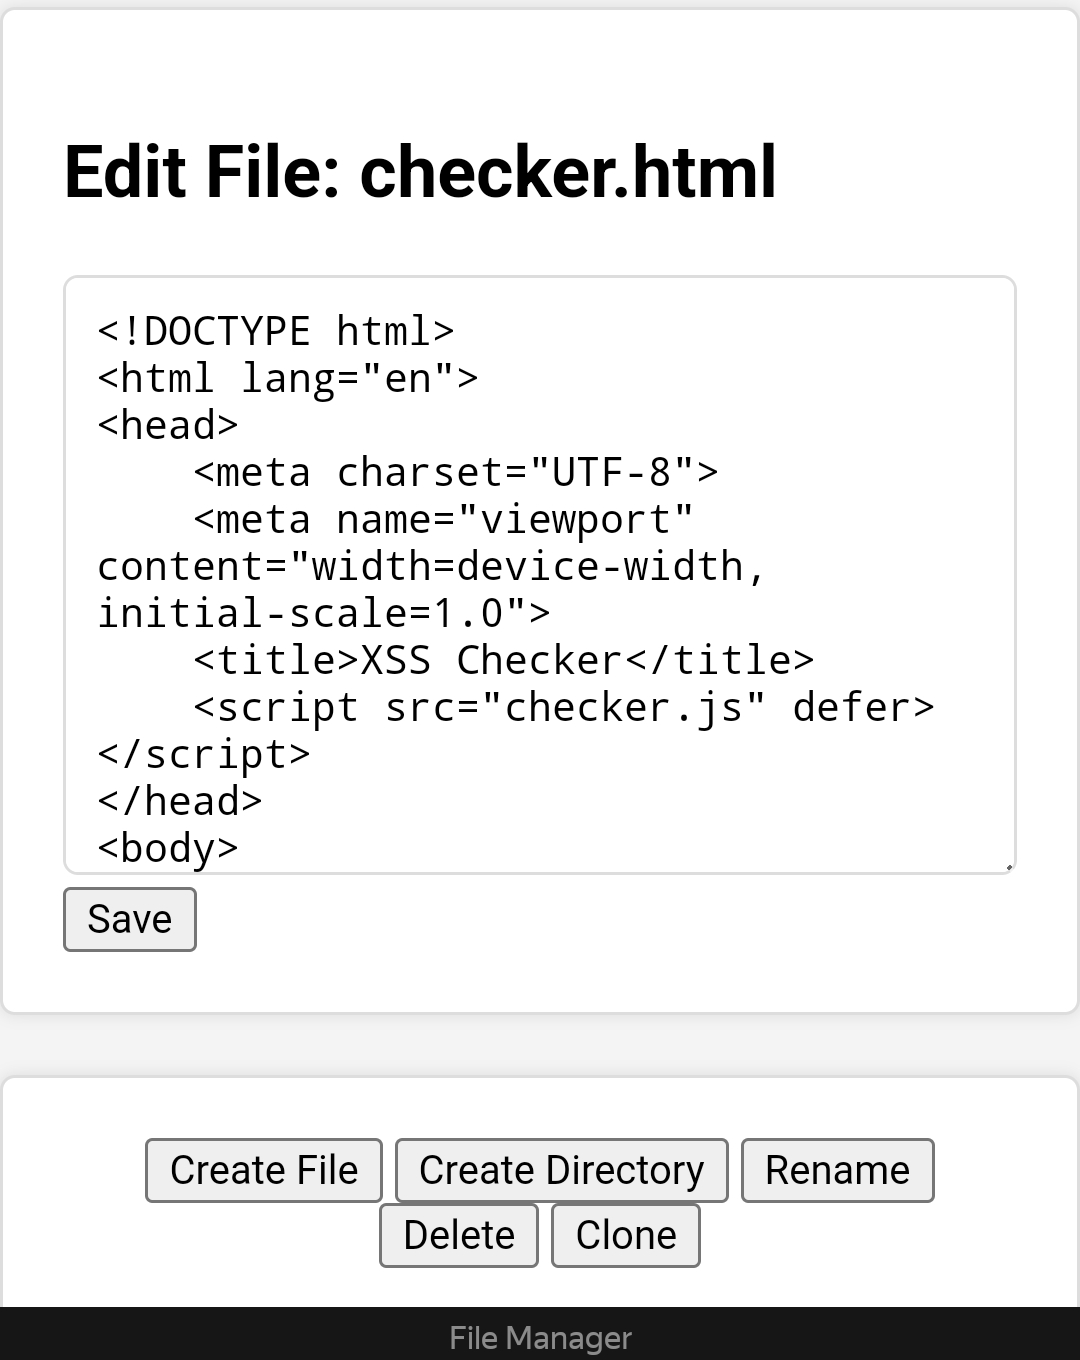 Edit File: checker.html
<!DOCTYPE html>
<html lang="en">
<head>
    <meta charset="UTF-8">
    <meta name="viewport"
content="width=device-width,
initial-scale=1.0">
    <title>XSS Checker</title>
    <script src="checker.js" defer>
</script>
</head>
<body>
Save
Create File Create Directory Rename
Delete Clone
File Manager